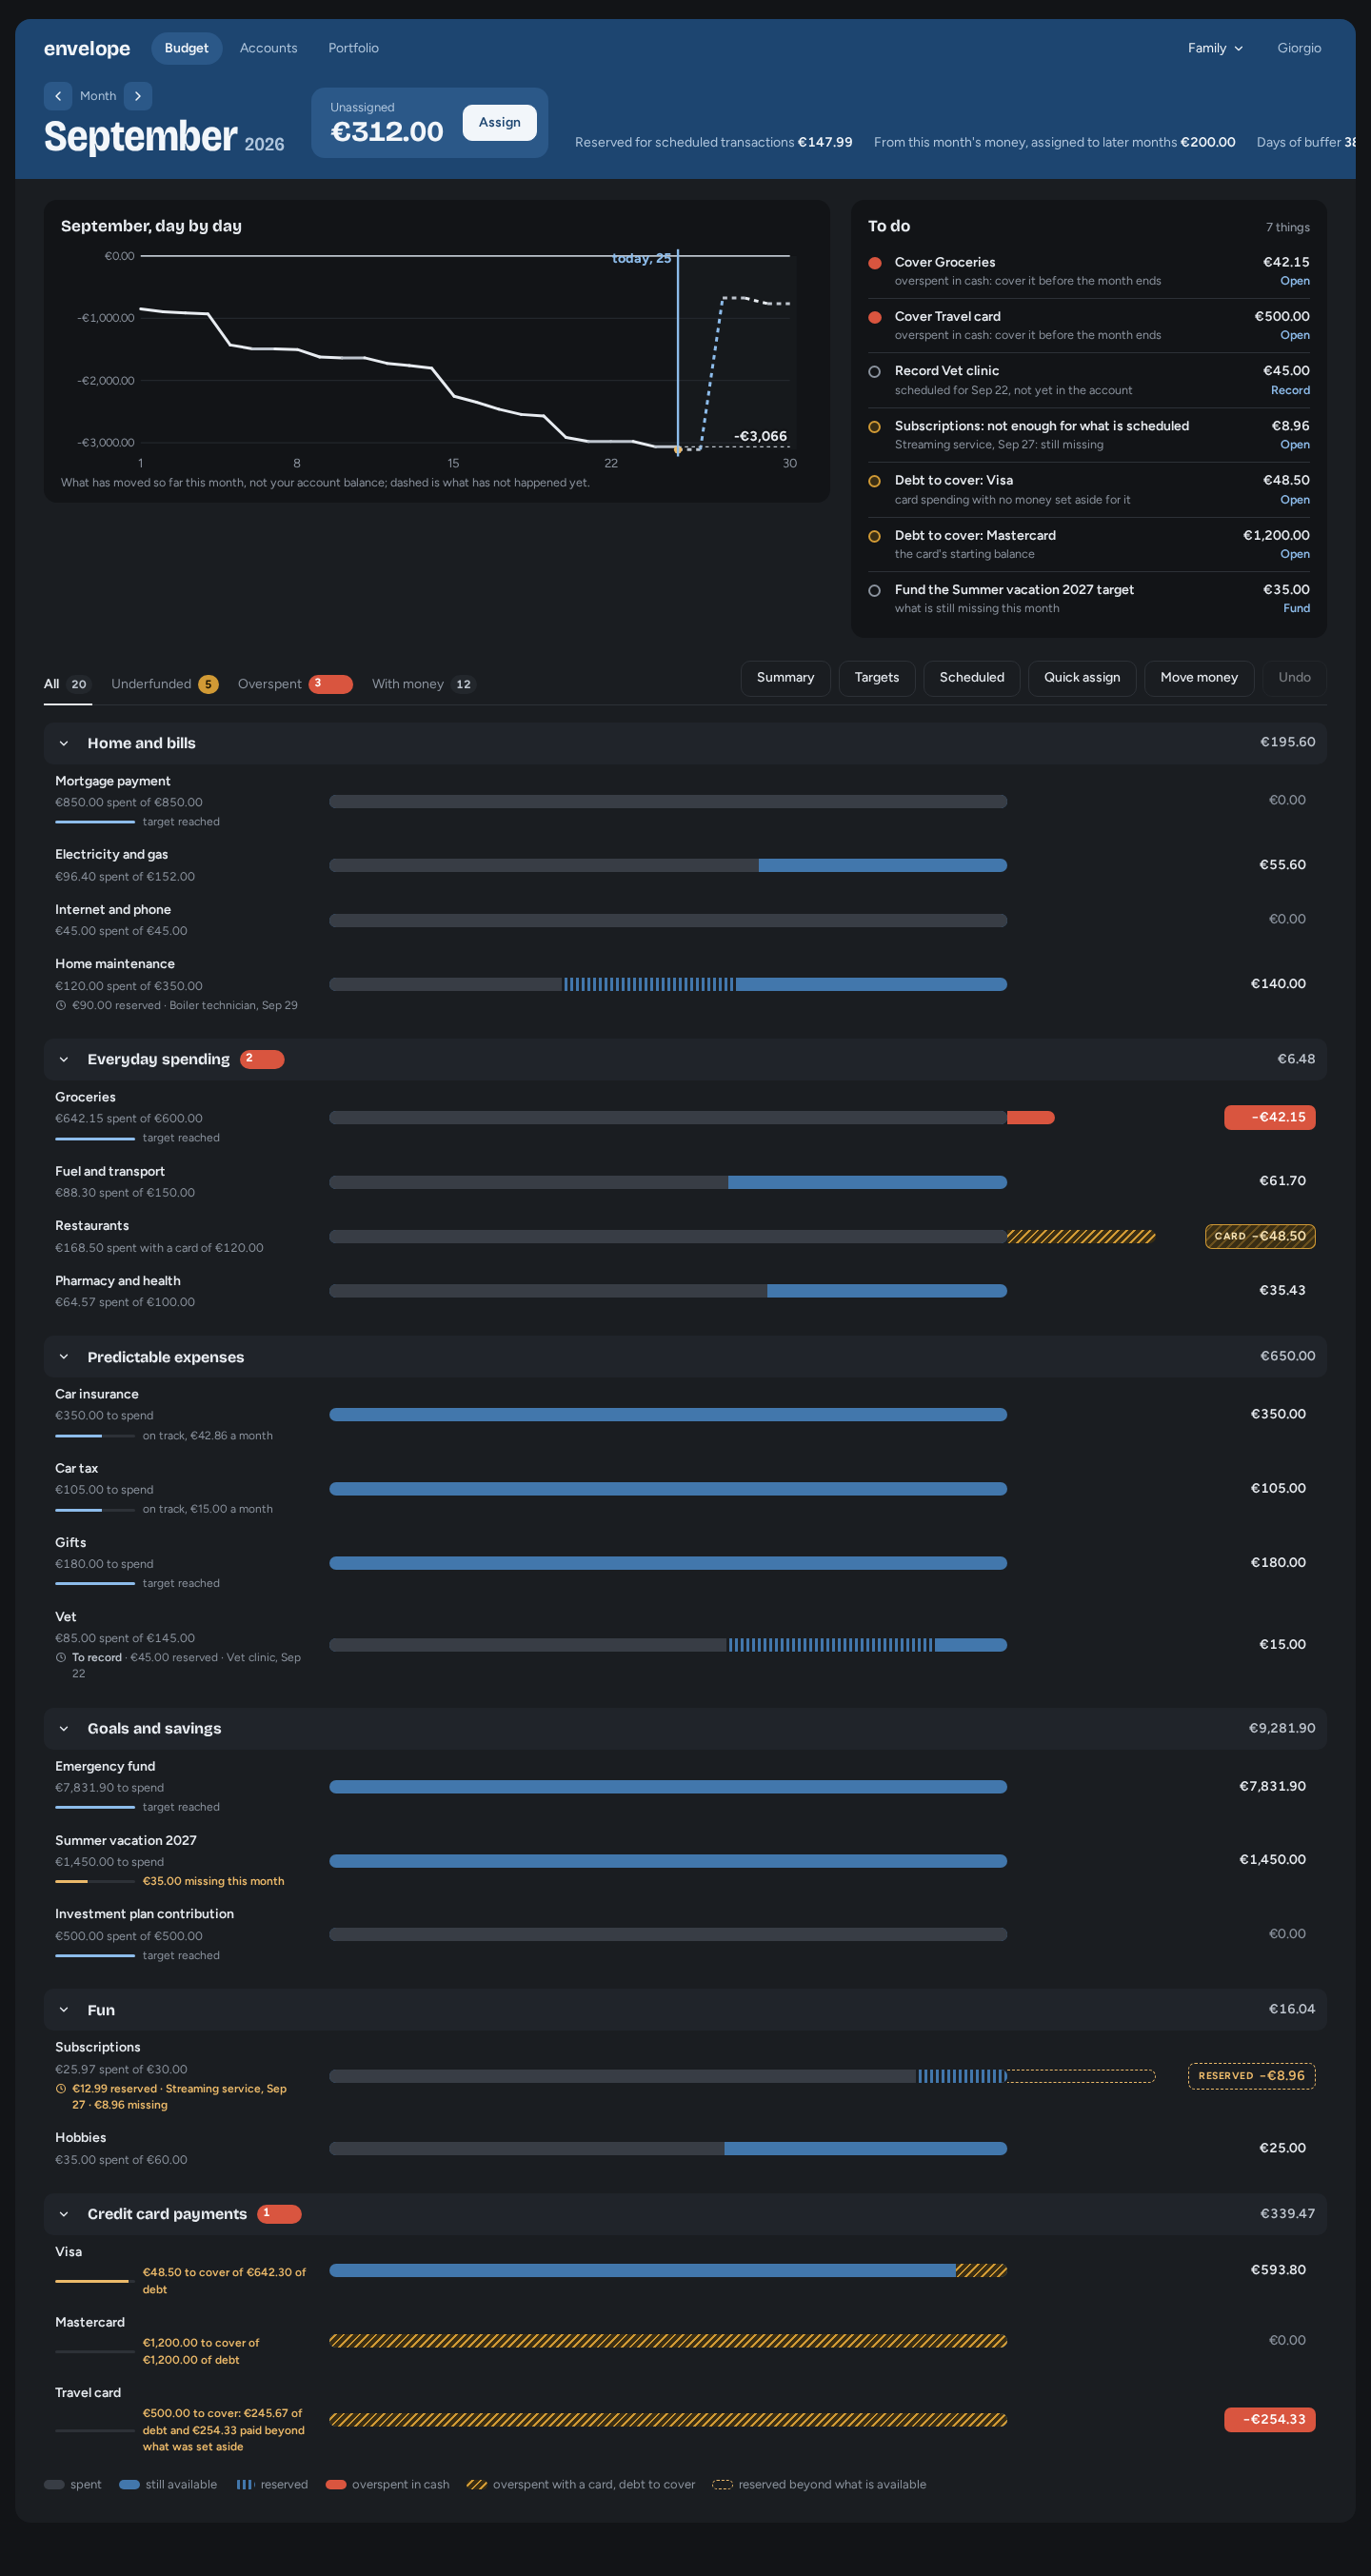 envelope
Budget
Accounts
Portfolio
Family
Giorgio
Month
September 2026
Unassigned
€312.00
Assign
Reserved for scheduled transactions €147.99
From this month's money, assigned to later months €200.00
Days of buffer
September, day by day
€0.00
-€1,000.00
-€2,000.00
-€3,000.00
today, 25
-€3,066
1
8
15
22
30
What has moved so far this month, not your account balance; dashed is what has not happened yet.
To do
7 things
Cover Groceries
€42.15
overspent in cash: cover it before the month ends
Open
Cover Travel card
€500.00
overspent in cash: cover it before the month ends
Open
Record Vet clinic
€45.00
scheduled for Sep 22, not yet in the account
Record
Subscriptions: not enough for what is scheduled
€8.96
Streaming service, Sep 27: still missing
Open
Debt to cover: Visa
€48.50
card spending with no money set aside for it
Open
Debt to cover: Mastercard
€1,200.00
the card's starting balance
Open
Fund the Summer vacation 2027 target
€35.00
what is still missing this month
Fund
All 20
Underfunded 5
Overspent 3
With money 12
Summary
Targets
Scheduled
Quick assign
Move money
Undo
Home and bills
€195.60
Mortgage payment
€850.00 spent of €850.00
target reached
€0.00
Electricity and gas
€96.40 spent of €152.00
€55.60
Internet and phone
€45.00 spent of €45.00
€0.00
Home maintenance
€120.00 spent of €350.00
€90.00 reserved · Boiler technician, Sep 29
€140.00
Everyday spending 2
€6.48
Groceries
€642.15 spent of €600.00
target reached
-€42.15
Fuel and transport
€88.30 spent of €150.00
€61.70
Restaurants
€168.50 spent with a card of €120.00
CARD -€48.50
Pharmacy and health
€64.57 spent of €100.00
€35.43
Predictable expenses
€650.00
Car insurance
€350.00 to spend
on track, €42.86 a month
€350.00
Car tax
€105.00 to spend
on track, €15.00 a month
€105.00
Gifts
€180.00 to spend
target reached
€180.00
Vet
€85.00 spent of €145.00
To record · €45.00 reserved · Vet clinic, Sep
22
€15.00
Goals and savings
€9,281.90
Emergency fund
€7,831.90 to spend
target reached
€7,831.90
Summer vacation 2027
€1,450.00 to spend
€35.00 missing this month
€1,450.00
Investment plan contribution
€500.00 spent of €500.00
target reached
€0.00
Fun
€16.04
Subscriptions
€25.97 spent of €30.00
€12.99 reserved · Streaming service, Sep
27 · €8.96 missing
RESERVED -€8.96
Hobbies
€35.00 spent of €60.00
€25.00
Credit card payments 1
€339.47
Visa
€48.50 to cover of €642.30 of
debt
€593.80
Mastercard
€1,200.00 to cover of
€1,200.00 of debt
€0.00
Travel card
€500.00 to cover: €245.67 of
debt and €254.33 paid beyond
what was set aside
-€254.33
spent
still available
reserved
overspent in cash
overspent with a card, debt to cover
reserved beyond what is available